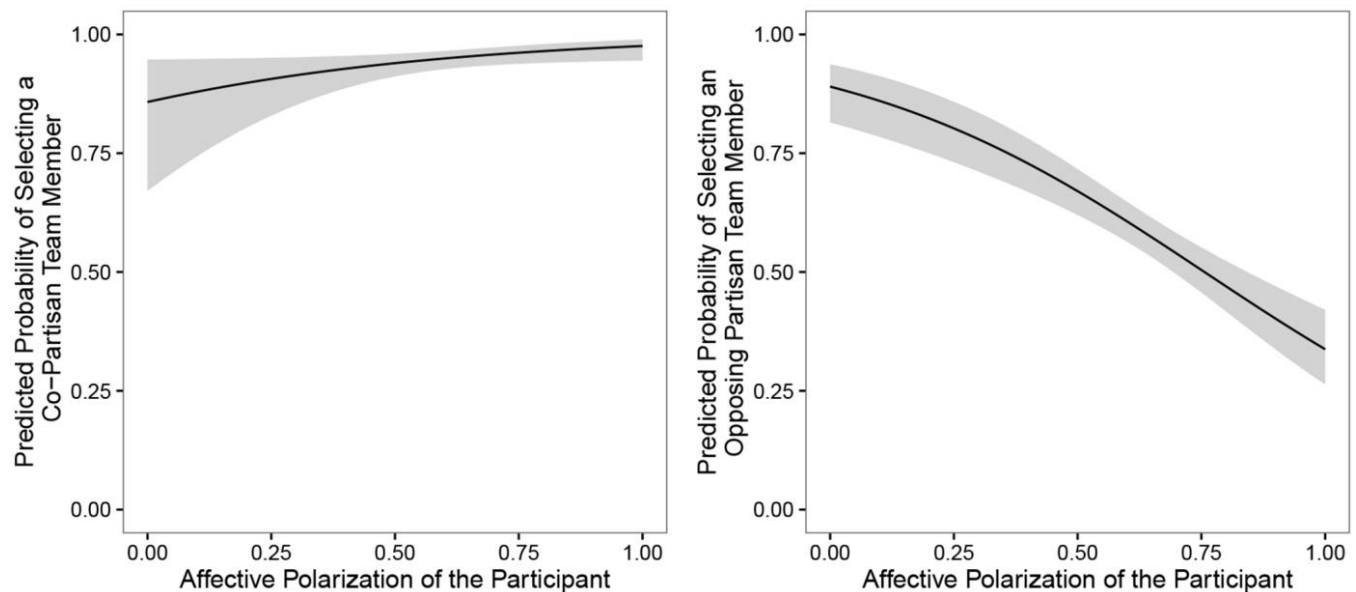 Predicted Probability of Selecting a
Co−Partisan Team Member
1.00
0.75
0.50
0.25
0.00
0.00 0.25 0.50 0.75 1.00
Affective Polarization of the Participant
Predicted Probability of Selecting an
Opposing Partisan Team Member
1.00
0.75
0.50
0.25
0.00
0.00 0.25 0.50 0.75 1.00
Affective Polarization of the Participant